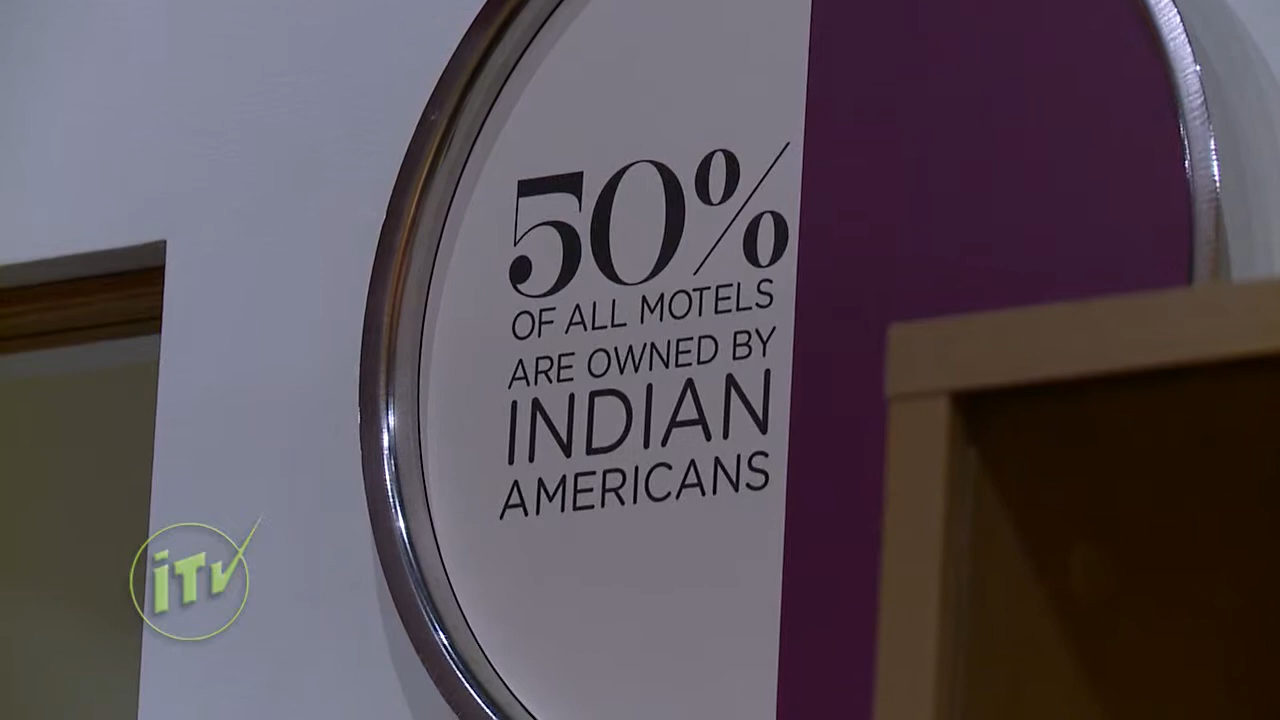 50%
OF ALL MOTELS
ARE OWNED BY
INDIAN
AMERICANS
iTv